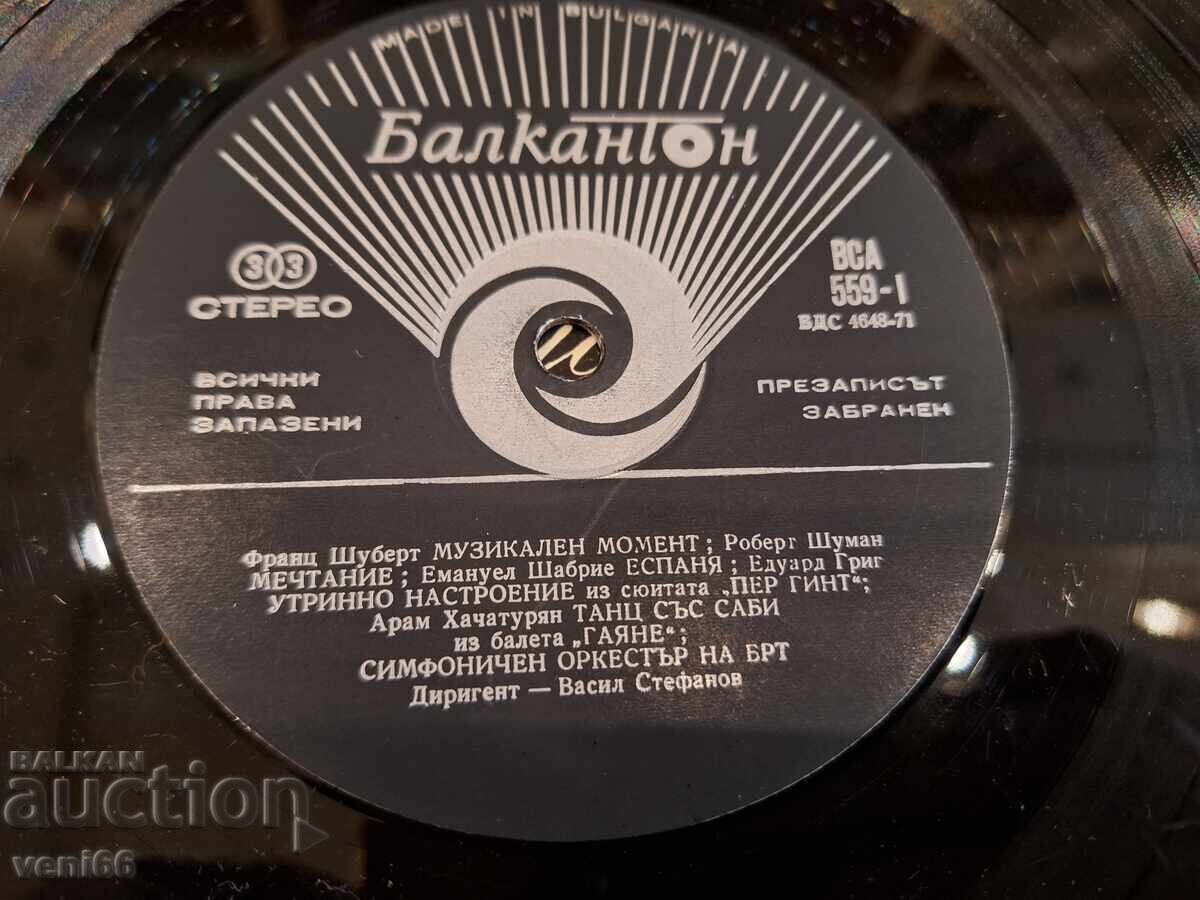 MADE IN BULGARIA
Балкантон
33
СТЕРЕО
ВСА
559-I
ВДС 4648-71
ВСИЧКИ
ПРАВА
ЗАПАЗЕНИ
ПРЕЗАПИСЪТ
ЗАБРАНЕН
Франц Шуберт МУЗИКАЛЕН МОМЕНТ; Роберт Шуман
МЕЧТАНИЕ; Емануел Шабрие ЕСПАНЯ; Едуард Григ
УТРИННО НАСТРОЕНИЕ из сюитата „ПЕР ГИНТ“;
Арам Хачатурян ТАНЦ СЪС САБИ
из балета „ГАЯНЕ“;
СИМФОНИЧЕН ОРКЕСТЪР НА БРТ
Диригент — Васил Стефанов
BALKAN
auction
veni66